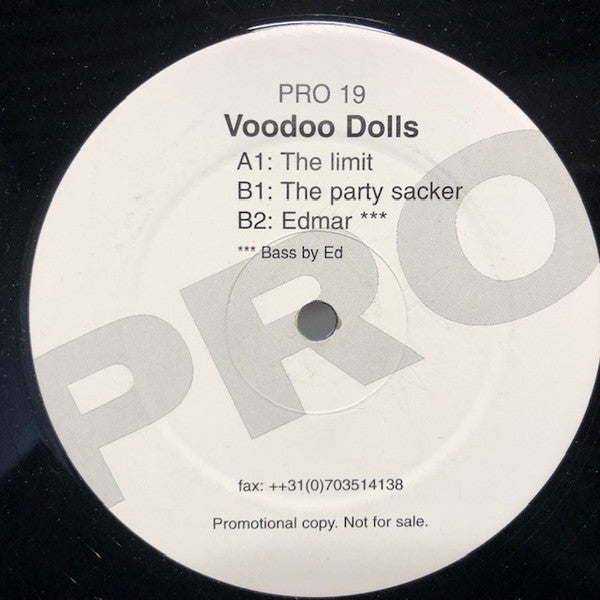 PRO 19
Voodoo Dolls
A1: The limit
B1: The party sacker
B2: Edmar ***
*** Bass by Ed
PRO
fax: ++31(0)703514138
Promotional copy. Not for sale.